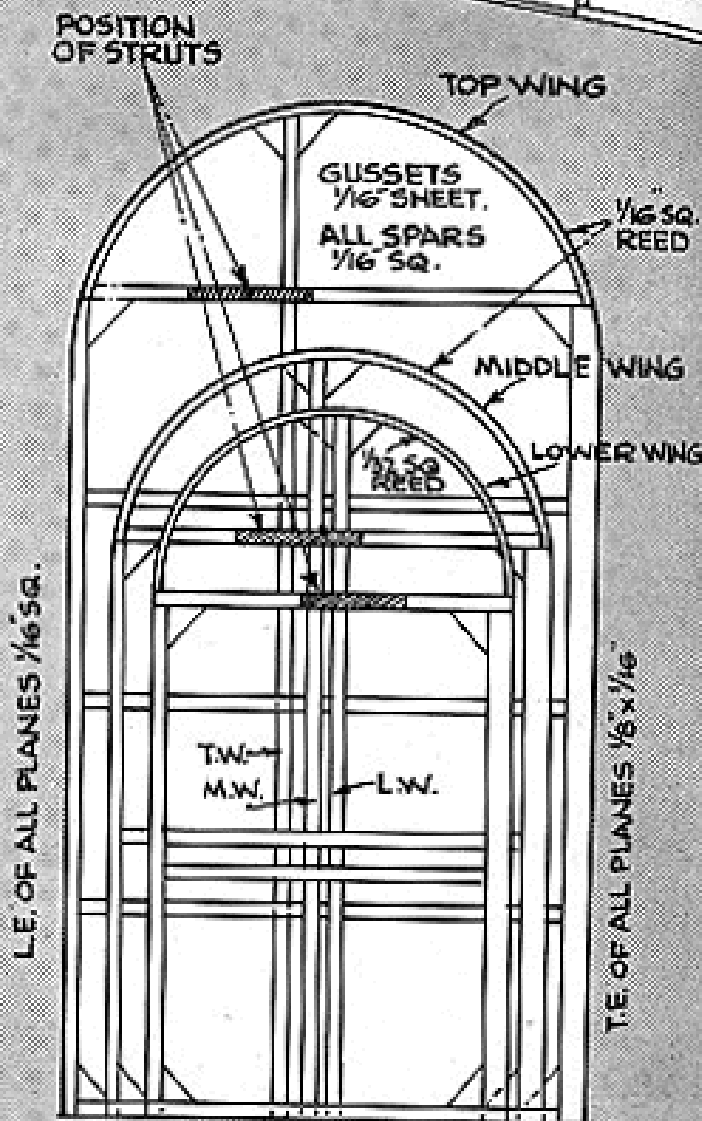 POSITION
OF STRUTS
TOP WING
GUSSETS
1/16" SHEET.
ALL SPARS
1/16" SQ.
1/16" SQ.
REED
MIDDLE WING
LOWER WING
1/32 SQ
REED
L.E. OF ALL PLANES 1/16" SQ.
T.W.
M.W.
L.W.
T.E. OF ALL PLANES 1/8" x 1/16"